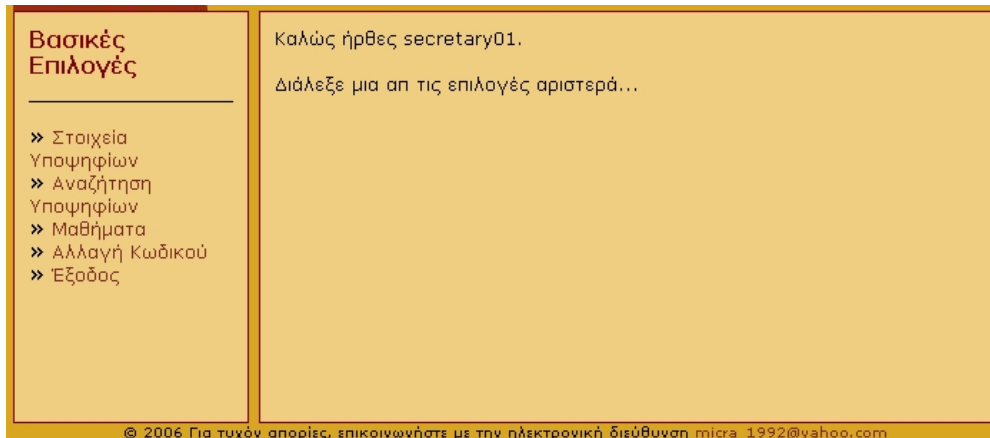 Βασικές
Επιλογές
» Στοιχεία
Υποψηφίων
» Αναζήτηση
Υποψηφίων
» Μαθήματα
» Αλλαγή Κωδικού
» Έξοδος
Καλώς ήρθες secretary01.
Διάλεξε μια απ τις επιλογές αριστερά...
© 2006 Για τυχόν απορίες, επικοινωνήστε με την ηλεκτρονική διεύθυνση micra_1992@yahoo.com